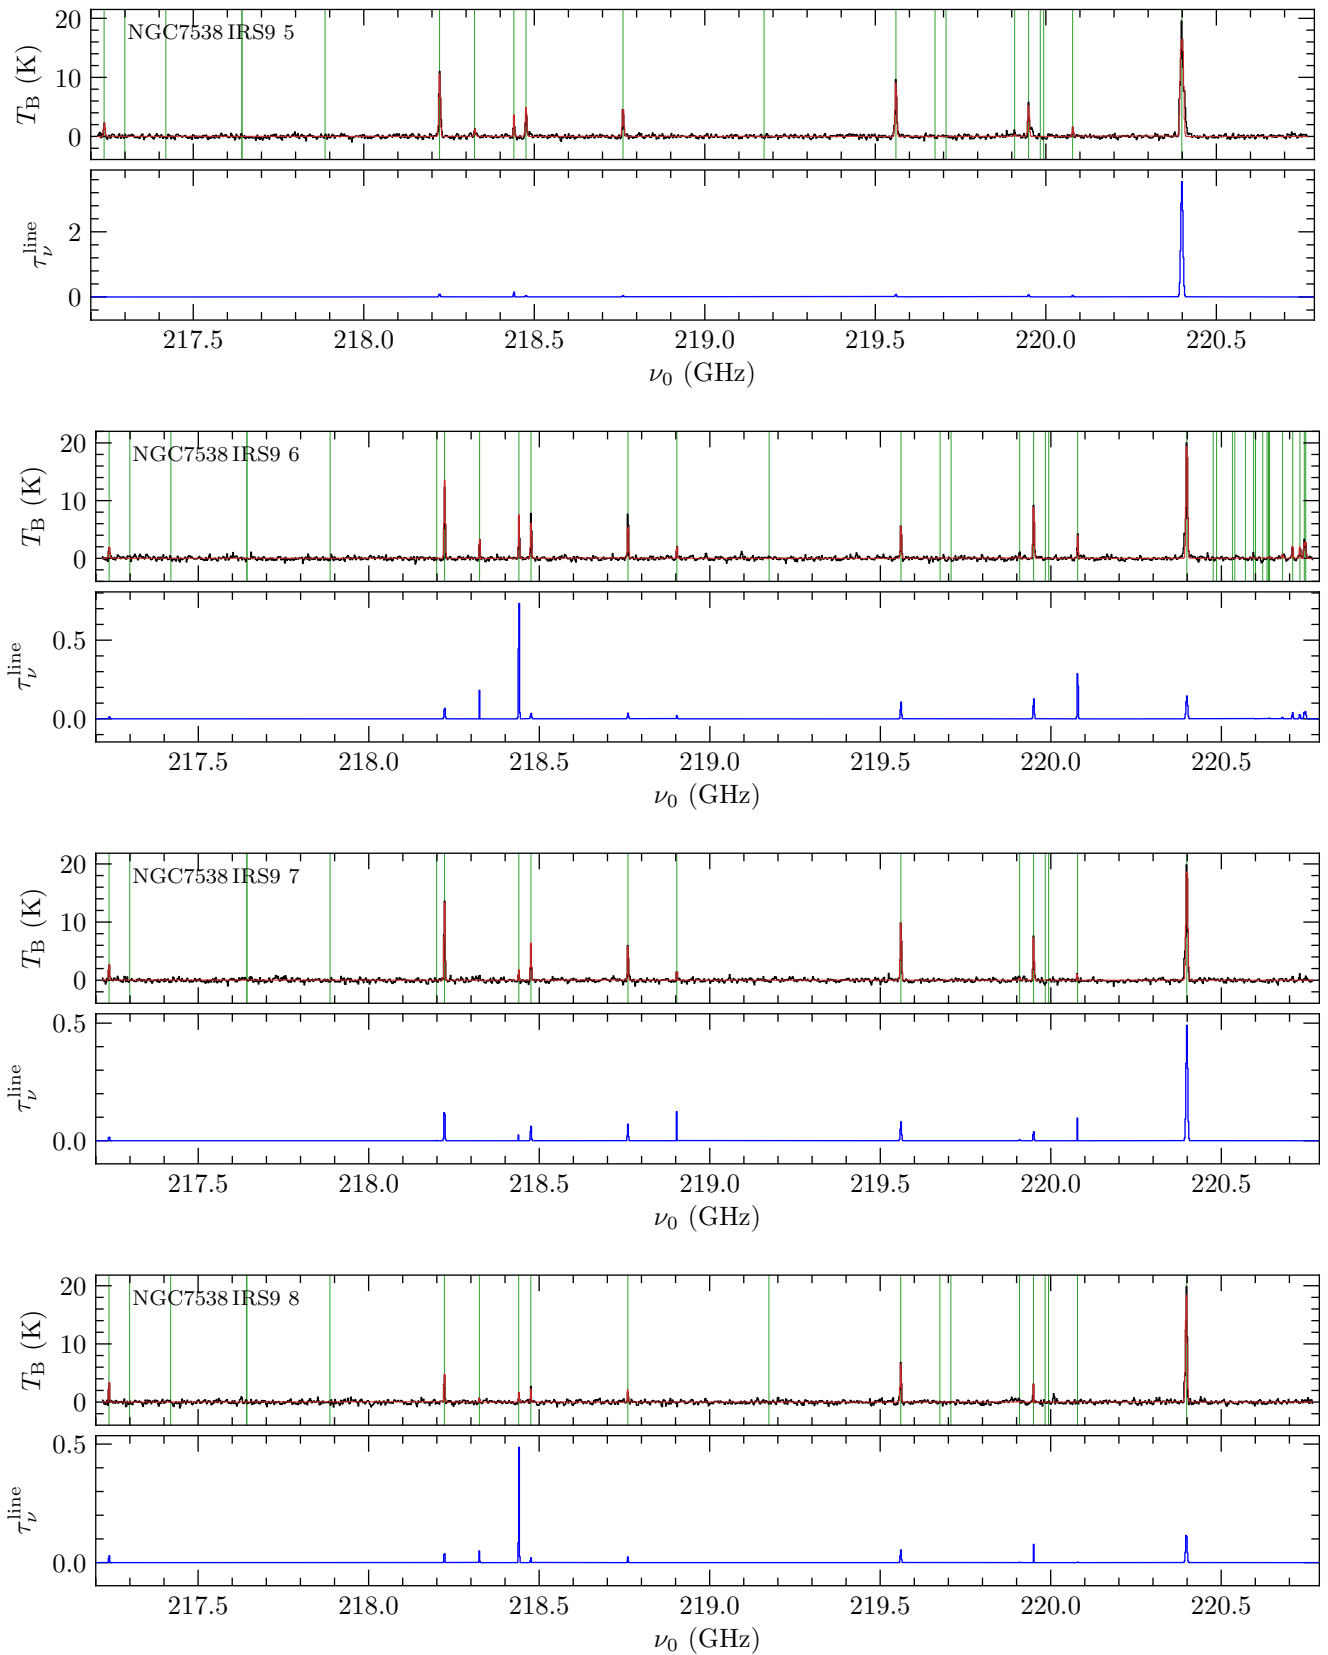 NGC7538 IRS9 5
T_B (K)
20
10
0
τ_ν^line
2
0
217.5 218.0 218.5 219.0 219.5 220.0 220.5
ν_0 (GHz)
NGC7538 IRS9 6
T_B (K)
20
10
0
τ_ν^line
0.5
0.0
217.5 218.0 218.5 219.0 219.5 220.0 220.5
ν_0 (GHz)
NGC7538 IRS9 7
T_B (K)
20
10
0
τ_ν^line
0.5
0.0
217.5 218.0 218.5 219.0 219.5 220.0 220.5
ν_0 (GHz)
NGC7538 IRS9 8
T_B (K)
20
10
0
τ_ν^line
0.5
0.0
217.5 218.0 218.5 219.0 219.5 220.0 220.5
ν_0 (GHz)